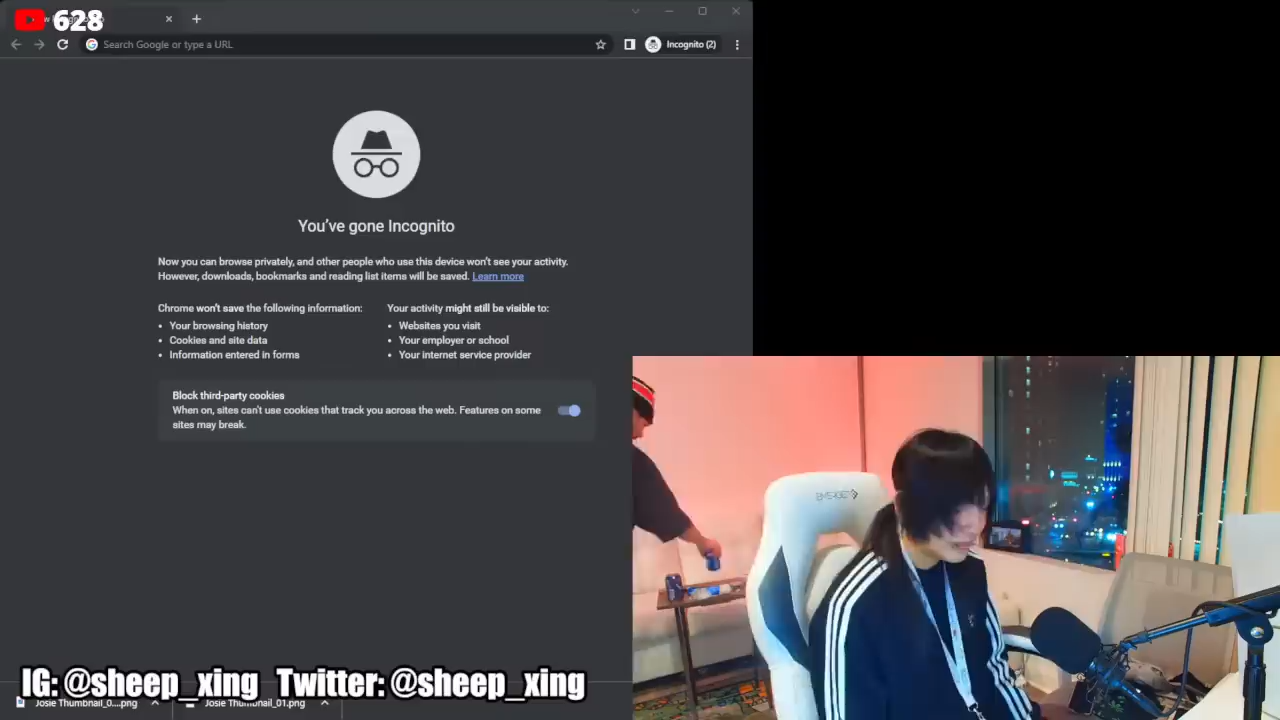 628
Search Google or type a URL
Incognito (2)
You've gone Incognito
Now you can browse privately, and other people who use this device won't see your activity.
However, downloads, bookmarks and reading list items will be saved. Learn more
Chrome won't save the following information:
Your browsing history
Cookies and site data
Information entered in forms
Your activity might still be visible to:
Websites you visit
Your employer or school
Your internet service provider
Block third-party cookies
When on, sites can't use cookies that track you across the web. Features on some
sites may break.
IG: @sheep_xing Twitter: @sheep_xing
Josie Thumbnail_0....png
Josie Thumbnail_01.png